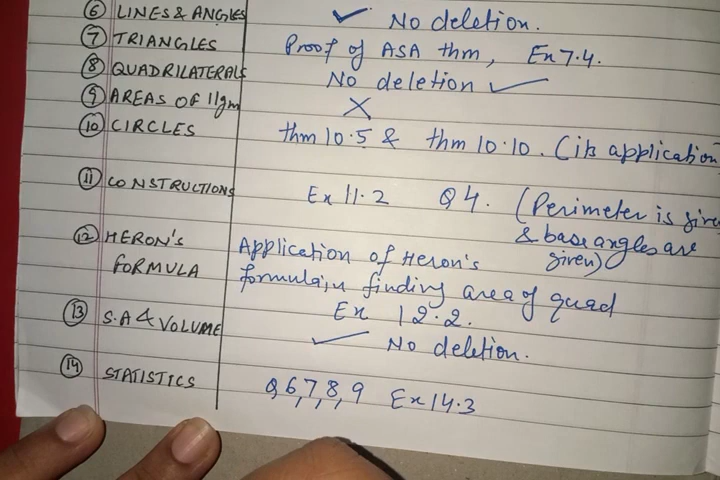 ⑥ LINES & ANGLES ✓ No deletion.
⑦ TRIANGLES Proof of ASA thm, Ex 7.4.
⑧ QUADRILATERALS No deletion ✓
⑨ AREAS OF llgm X
⑩ CIRCLES thm 10.5 & thm 10.10. (its application
⑪ CONSTRUCTIONS Ex 11.2 Q 4. (Perimeter is give
& base angles are
given)
⑫ HERON'S Application of Heron's
FORMULA formula in finding area of quad
Ex 12.2.
⑬ S.A & VOLUME ✓ No deletion.
⑭ STATISTICS Q 6, 7, 8, 9 Ex 14.3